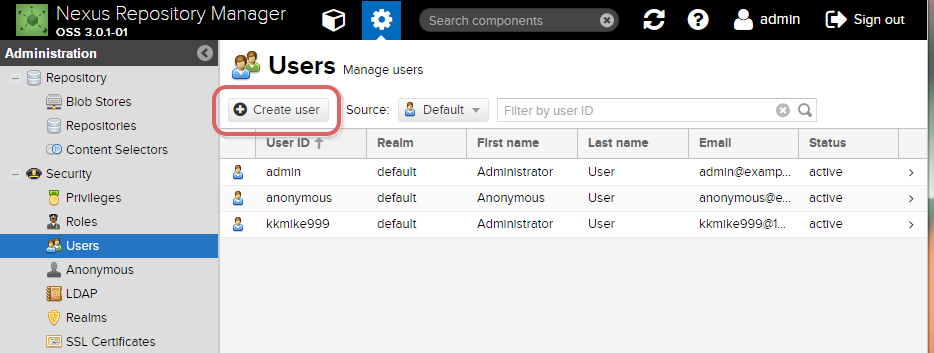 Nexus Repository Manager
OSS 3.0.1-01
Search components
admin
Sign out
Administration
Repository
Blob Stores
Repositories
Content Selectors
Security
Privileges
Roles
Users
Anonymous
LDAP
Realms
SSL Certificates
Users Manage users
Create user Source: Default Filter by user ID
User ID Realm First name Last name Email Status
admin default Administrator User admin@examp... active
anonymous default Anonymous User anonymous@e... active
kkmike999 default Administrator User kkmike999@1... active